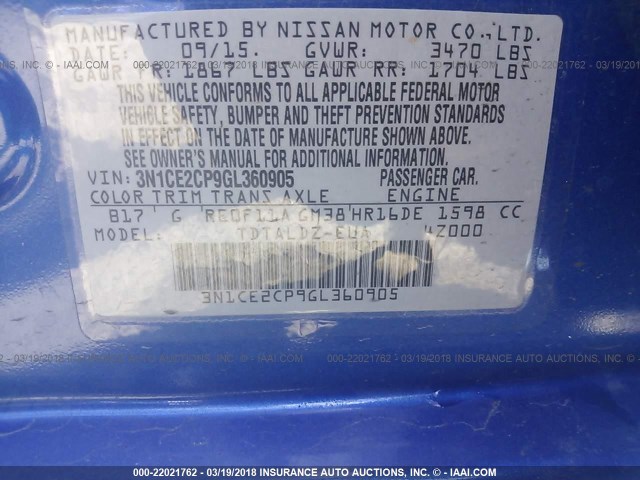 MANUFACTURED BY NISSAN MOTOR CO., LTD.
DATE: 09/15. GVWR: 3470 LBS
GAWR FR: 1867 LBS GAWR RR: 1704 LBS
THIS VEHICLE CONFORMS TO ALL APPLICABLE FEDERAL MOTOR
VEHICLE SAFETY, BUMPER AND THEFT PREVENTION STANDARDS
IN EFFECT ON THE DATE OF MANUFACTURE SHOWN ABOVE.
SEE OWNER'S MANUAL FOR ADDITIONAL INFORMATION.
VIN: 3N1CE2CP9GL360905 PASSENGER CAR.
COLOR TRIM TRANS AXLE ENGINE
B17 G RE0F11A GM38 HR16DE 1598 CC
MODEL: TDTALDZ-EUA 4Z000
3N1CE2CP9GL360905
000-22021762 - 03/19/2018 INSURANCE AUTO AUCTIONS - IAAI.COM